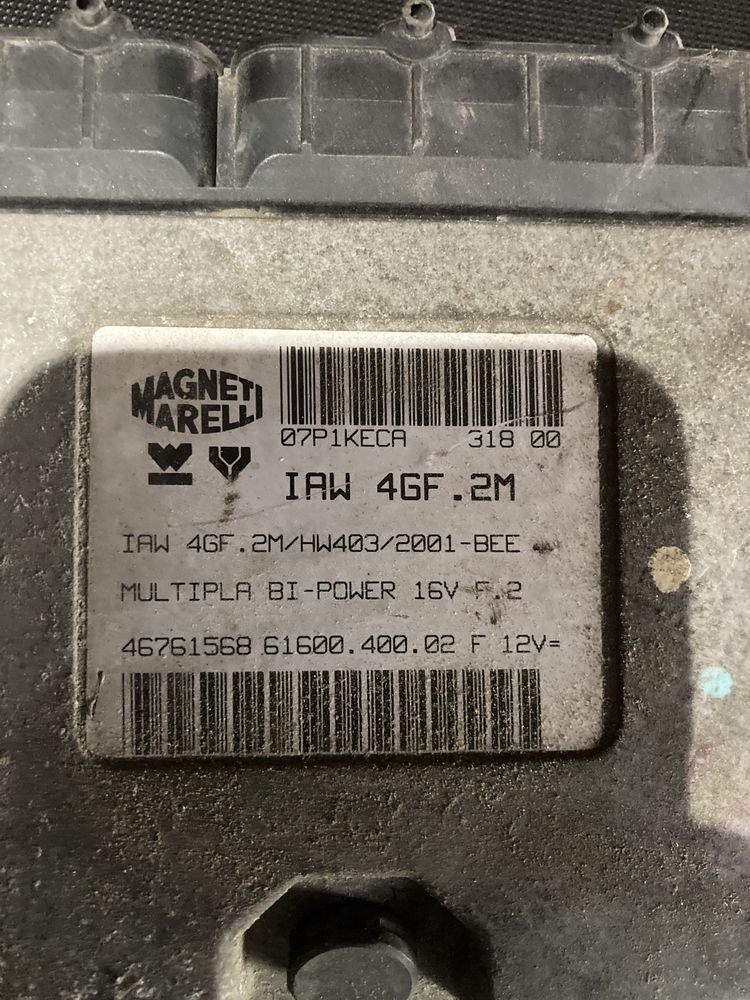 MAGNETI
MARELLI
07P1KECA 318 00
IAW 4GF.2M
IAW 4GF.2M/HW403/2001-BEE
MULTIPLA BI-POWER 16V F.2
46761568 61600.400.02 F 12V=